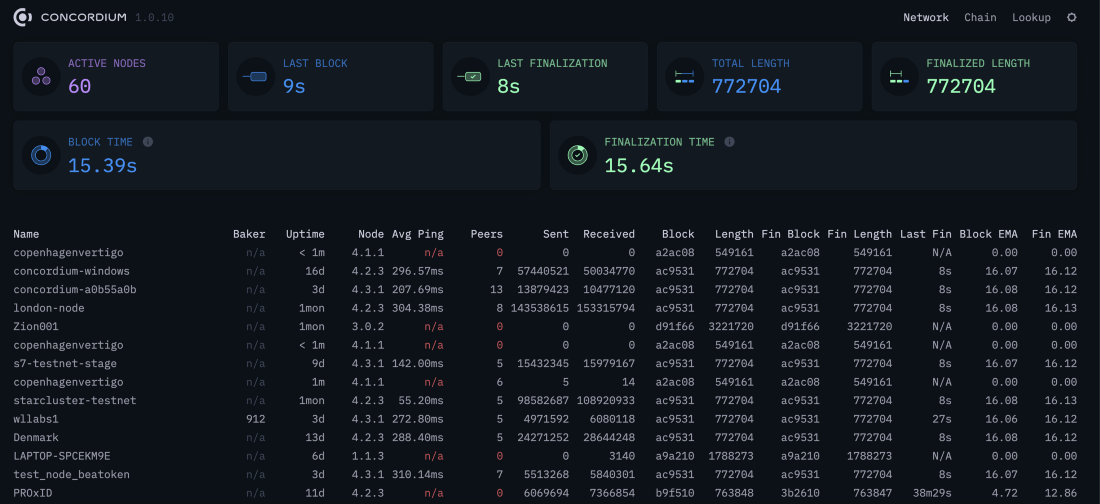 CONCORDIUM 1.0.10 Network Chain Lookup
ACTIVE NODES
60
LAST BLOCK
9s
LAST FINALIZATION
8s
TOTAL LENGTH
772704
FINALIZED LENGTH
772704
BLOCK TIME
15.39s
FINALIZATION TIME
15.64s
Name Baker Uptime Node Avg Ping Peers Sent Received Block Length Fin Block Fin Length Last Fin Block EMA Fin EMA
copenhagenvertigo n/a < 1m 4.1.1 n/a 0 0 0 a2ac08 549161 a2ac08 549161 N/A 0.00 0.00
concordium-windows n/a 16d 4.2.3 296.57ms 7 57440521 50034770 ac9531 772704 ac9531 772704 8s 16.07 16.12
concordium-a0b55a0b n/a 3d 4.3.1 207.69ms 13 13879423 10477120 ac9531 772704 ac9531 772704 8s 16.08 16.12
london-node n/a 1mon 4.2.3 304.38ms 8 143538615 153315794 ac9531 772704 ac9531 772704 8s 16.08 16.13
Zion001 n/a 1mon 3.0.2 n/a 0 0 0 d91f66 3221720 d91f66 3221720 N/A 0.00 0.00
copenhagenvertigo n/a < 1m 4.1.1 n/a 0 0 0 a2ac08 549161 a2ac08 549161 N/A 0.00 0.00
s7-testnet-stage n/a 9d 4.3.1 142.00ms 5 15432345 15979167 ac9531 772704 ac9531 772704 8s 16.07 16.12
copenhagenvertigo n/a 1m 4.1.1 n/a 6 5 14 a2ac08 549161 a2ac08 549161 N/A 0.00 0.00
starcluster-testnet n/a 1mon 4.2.3 55.20ms 5 98582687 108920933 ac9531 772704 ac9531 772704 8s 16.08 16.13
wllabs1 912 3d 4.3.1 272.80ms 5 4971592 6080118 ac9531 772704 ac9531 772704 27s 16.06 16.12
Denmark n/a 13d 4.2.3 288.40ms 5 24271252 28644248 ac9531 772704 ac9531 772704 8s 16.08 16.12
LAPTOP-SPCEKM9E n/a 6d 1.1.3 n/a 0 0 3140 a9a210 1788273 a9a210 1788273 N/A 0.00 0.00
test_node_beatoken n/a 3d 4.3.1 310.14ms 7 5513268 5840301 ac9531 772704 ac9531 772704 8s 16.07 16.12
PROxID n/a 11d 4.2.3 n/a 0 6069694 7366854 b9f510 763848 3b2610 763847 38m29s 4.72 12.86